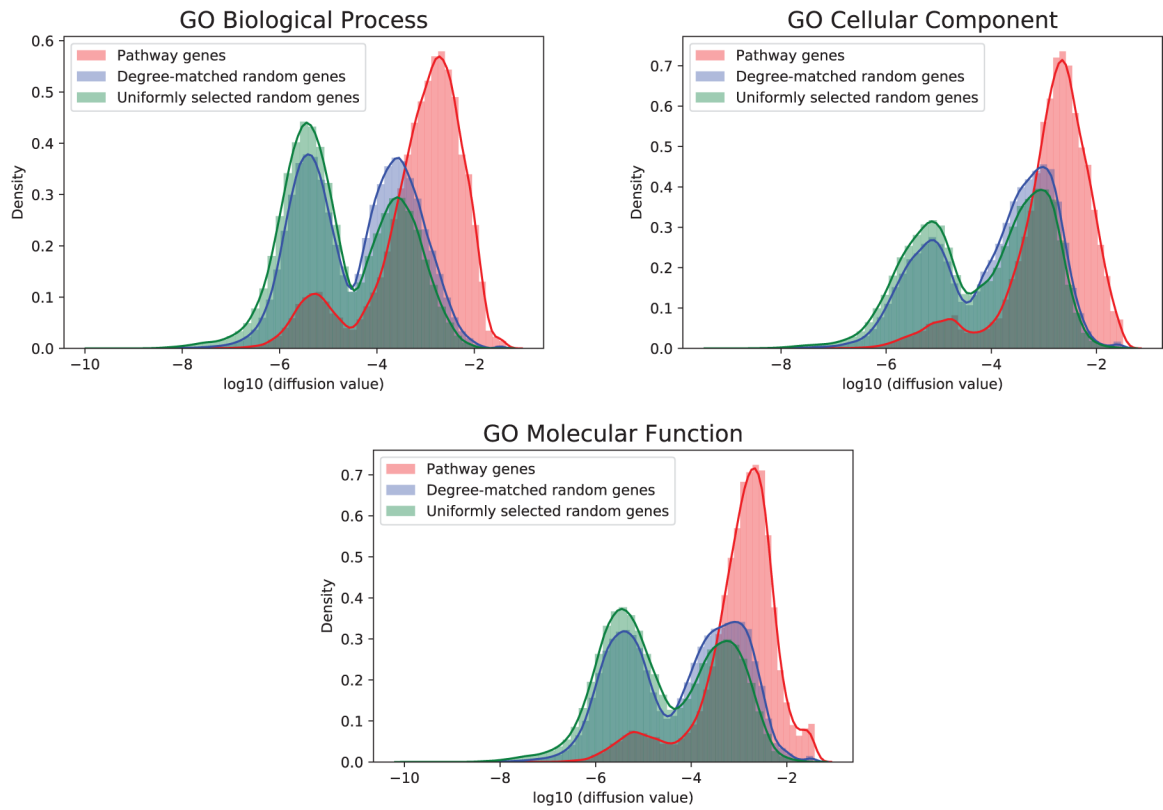 GO Biological Process
Pathway genes
Degree-matched random genes
Uniformly selected random genes
0.6
0.5
0.4
0.3
0.2
0.1
0.0
Density
−10
−8
−6
−4
−2
log10 (diffusion value)
GO Cellular Component
Pathway genes
Degree-matched random genes
Uniformly selected random genes
0.7
0.6
0.5
0.4
0.3
0.2
0.1
0.0
Density
−8
−6
−4
−2
log10 (diffusion value)
GO Molecular Function
Pathway genes
Degree-matched random genes
Uniformly selected random genes
0.7
0.6
0.5
0.4
0.3
0.2
0.1
0.0
Density
−10
−8
−6
−4
−2
log10 (diffusion value)